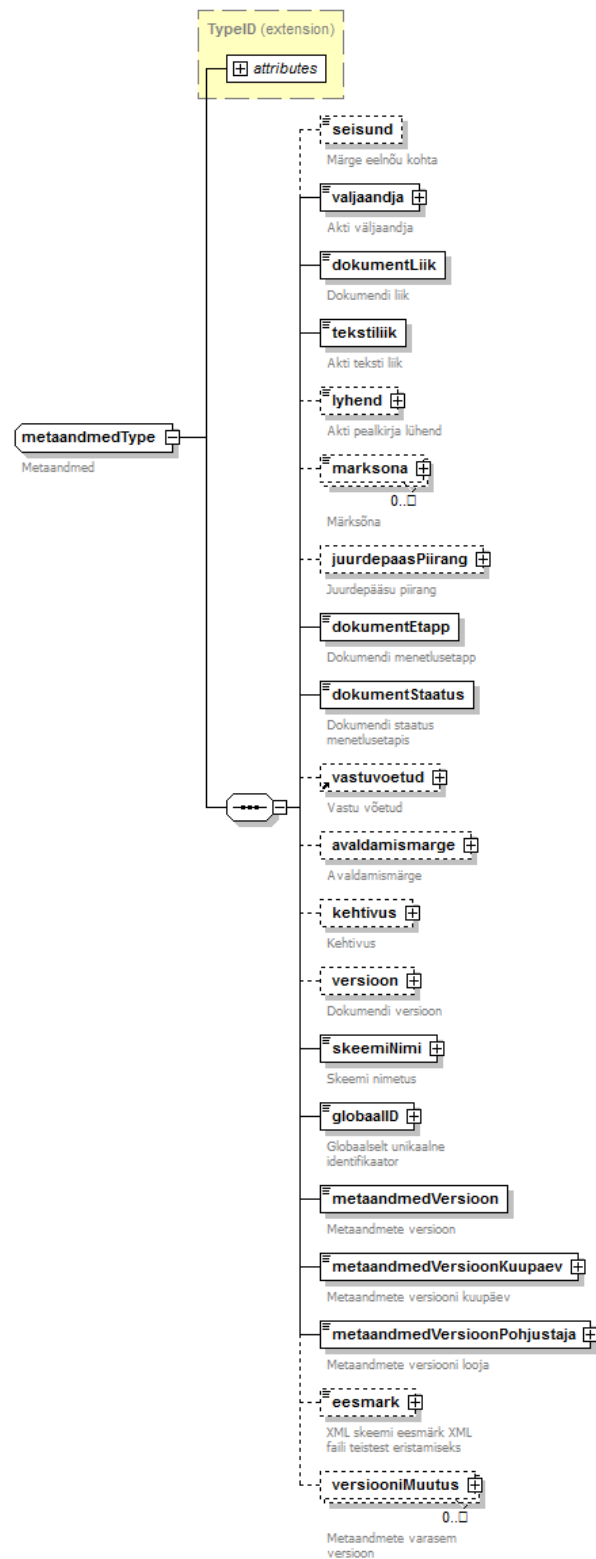 TypeID (extension)
attributes
seisund
Märge eelnõu kohta
valjaandja
Akti väljaandja
dokumentLiik
Dokumendi liik
tekstiliik
Akti teksti liik
lyhend
Akti pealkirja lühend
metaandmedType
Metaandmed
marksona
0..□
Märksõna
juurdepaasPiirang
Juurdepääsu piirang
dokumentEtapp
Dokumendi menetlusetapp
dokumentStaatus
Dokumendi staatus
menetlusetapis
vastuvoetud
Vastu võetud
avaldamismarge
Avaldamismärge
kehtivus
Kehtivus
versioon
Dokumendi versioon
skeemiNimi
Skeemi nimetus
globaalID
Globaalselt unikaalne
identifikaator
metaandmedVersioon
Metaandmete versioon
metaandmedVersioonKuupaev
Metaandmete versiooni kuupäev
metaandmedVersioonPohjustaja
Metaandmete versiooni looja
eesmark
XML skeemi eesmärk XML
faili teistest eristamiseks
versiooniMuutus
0..□
Metaandmete varasem
versioon